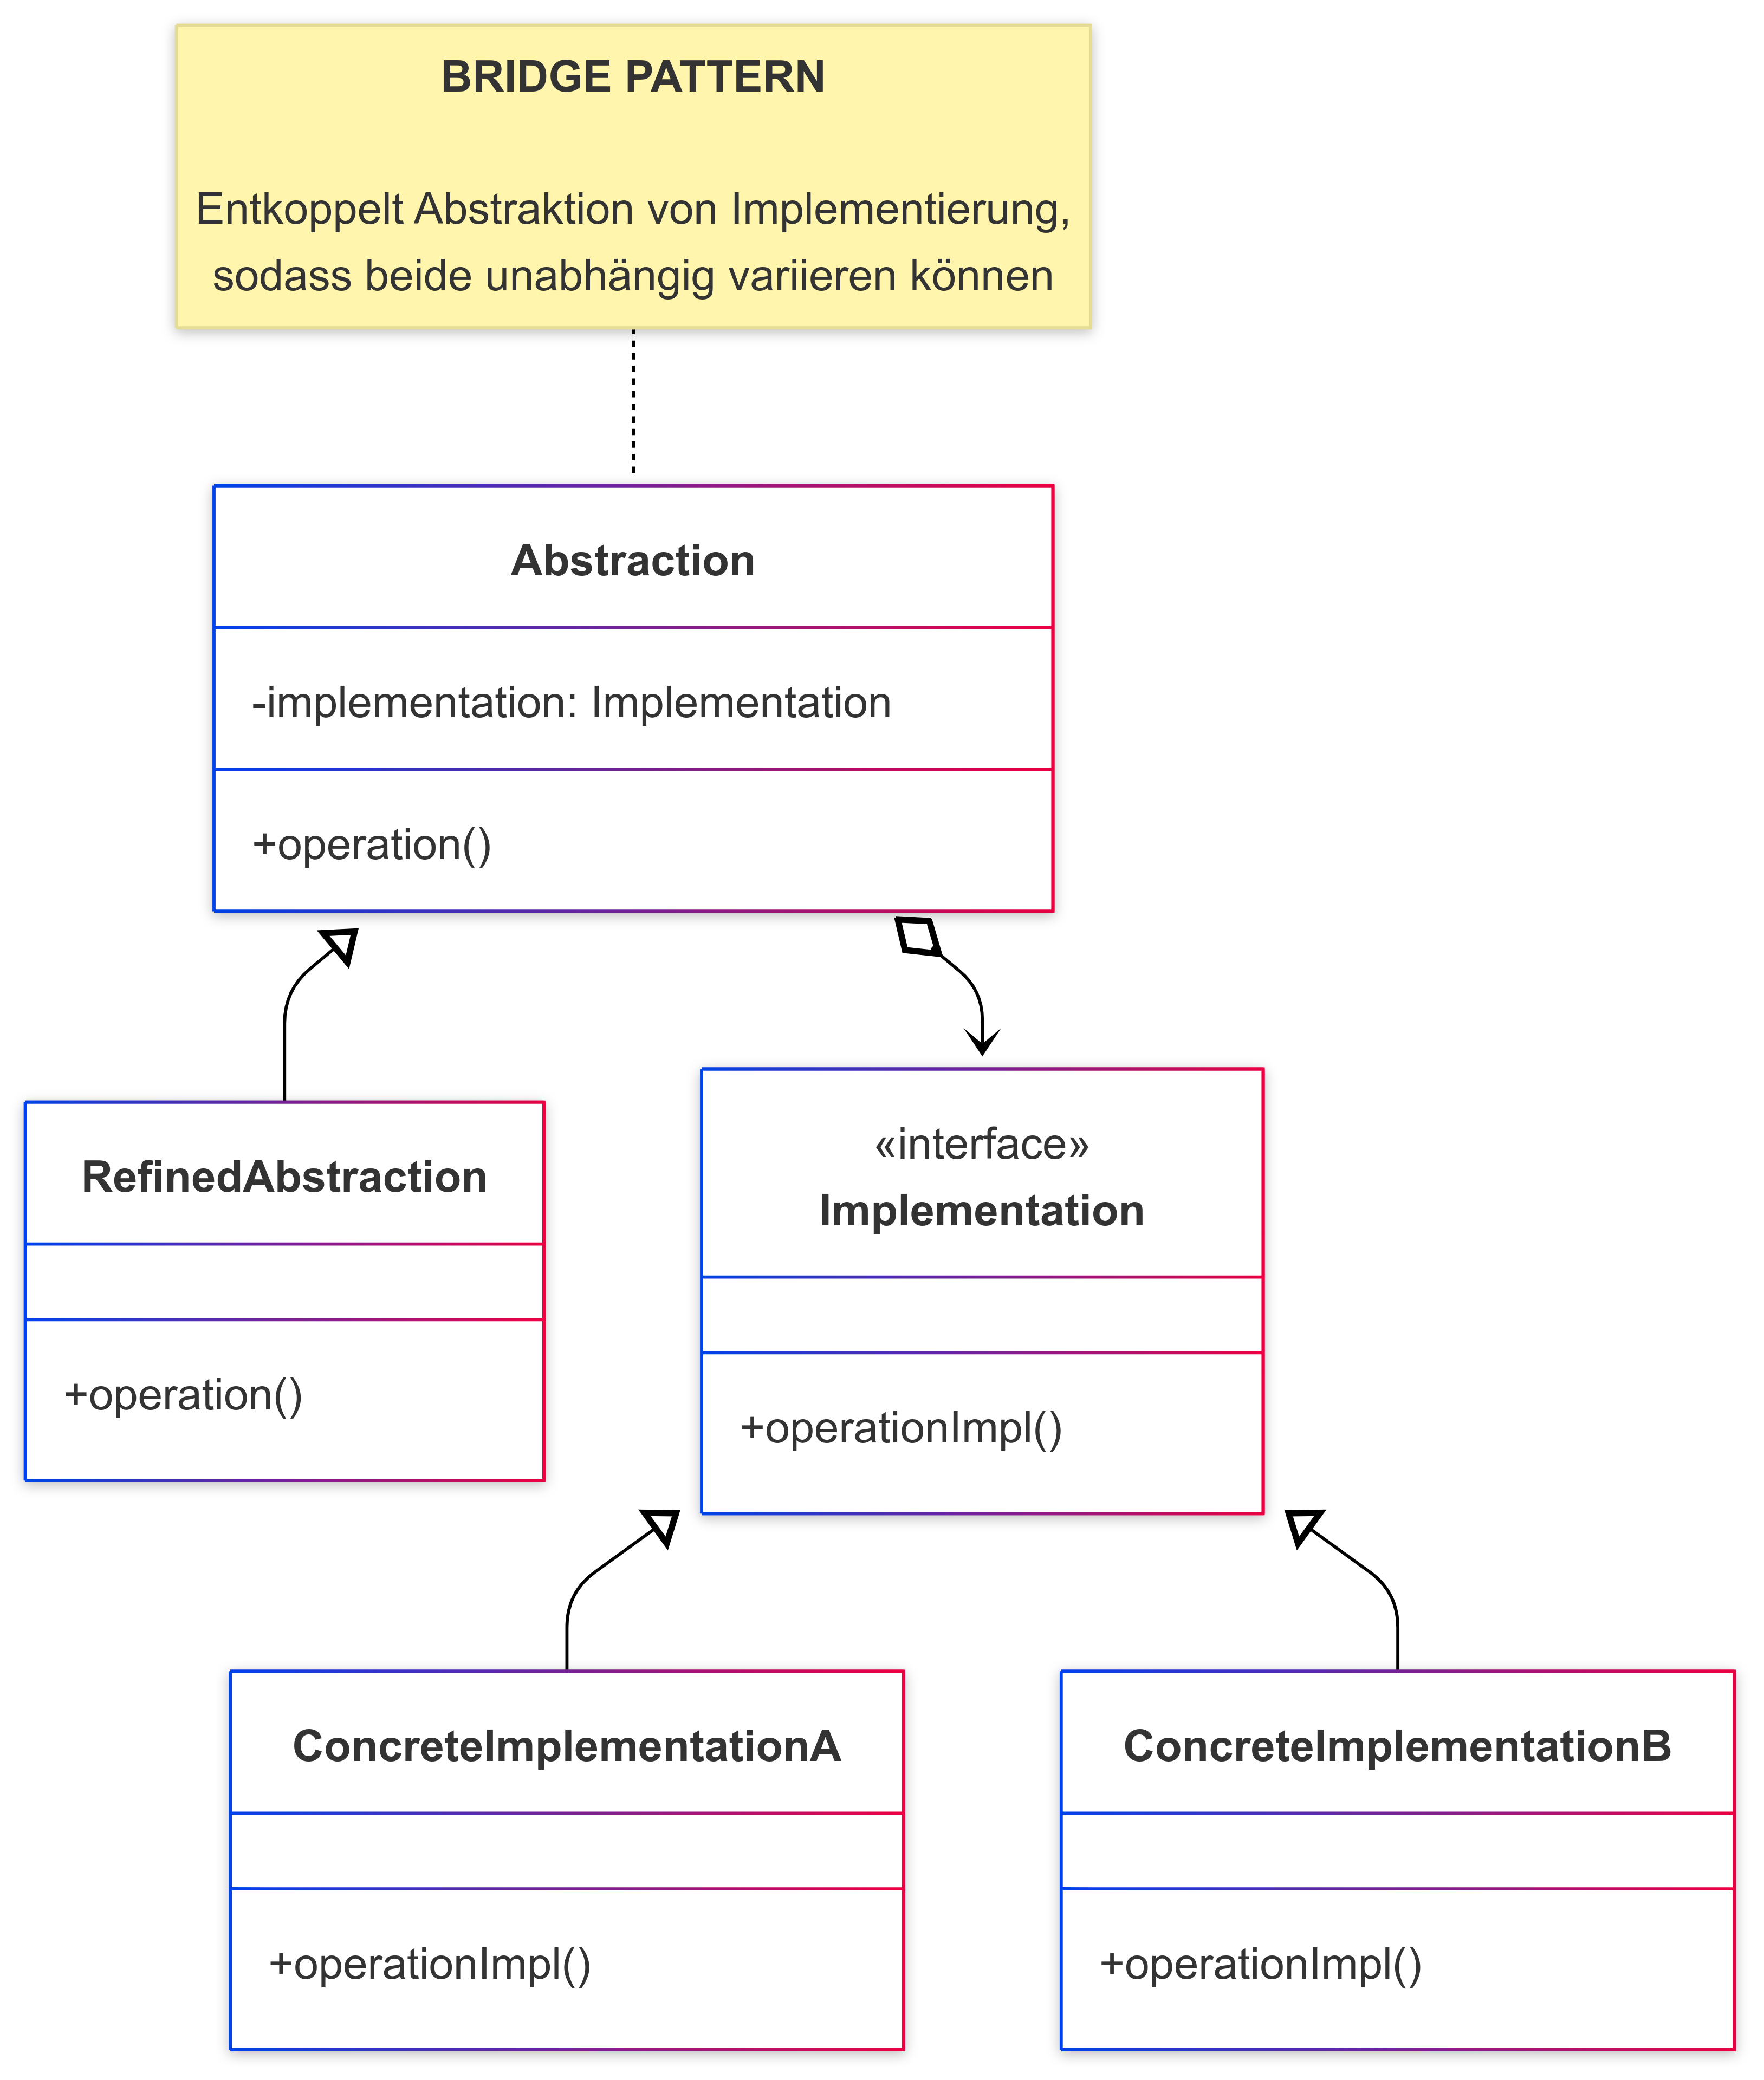 BRIDGE PATTERN
Entkoppelt Abstraktion von Implementierung,
sodass beide unabhängig variieren können
Abstraction
-implementation: Implementation
+operation()
RefinedAbstraction
+operation()
«interface»
Implementation
+operationImpl()
ConcreteImplementationA
+operationImpl()
ConcreteImplementationB
+operationImpl()